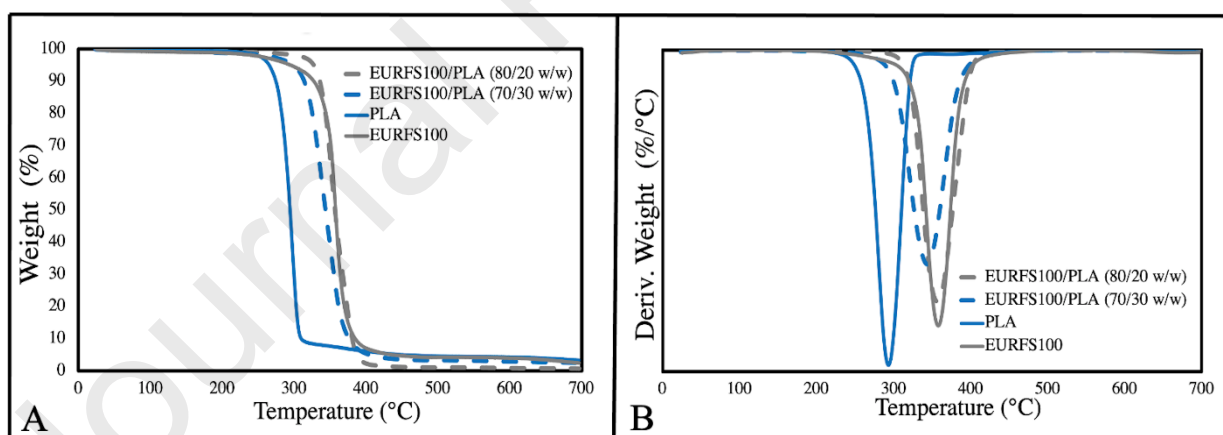 Journal
100
90
80
70
60
50
40
30
20
10
0
Weight (%)
EURFS100/PLA (80/20 w/w)
EURFS100/PLA (70/30 w/w)
PLA
EURFS100
0 100 200 300 400 500 600 700
Temperature (°C)
A
Deriv. Weight (%/°C)
EURFS100/PLA (80/20 w/w)
EURFS100/PLA (70/30 w/w)
PLA
EURFS100
0 100 200 300 400 500 600 700
Temperature (°C)
B